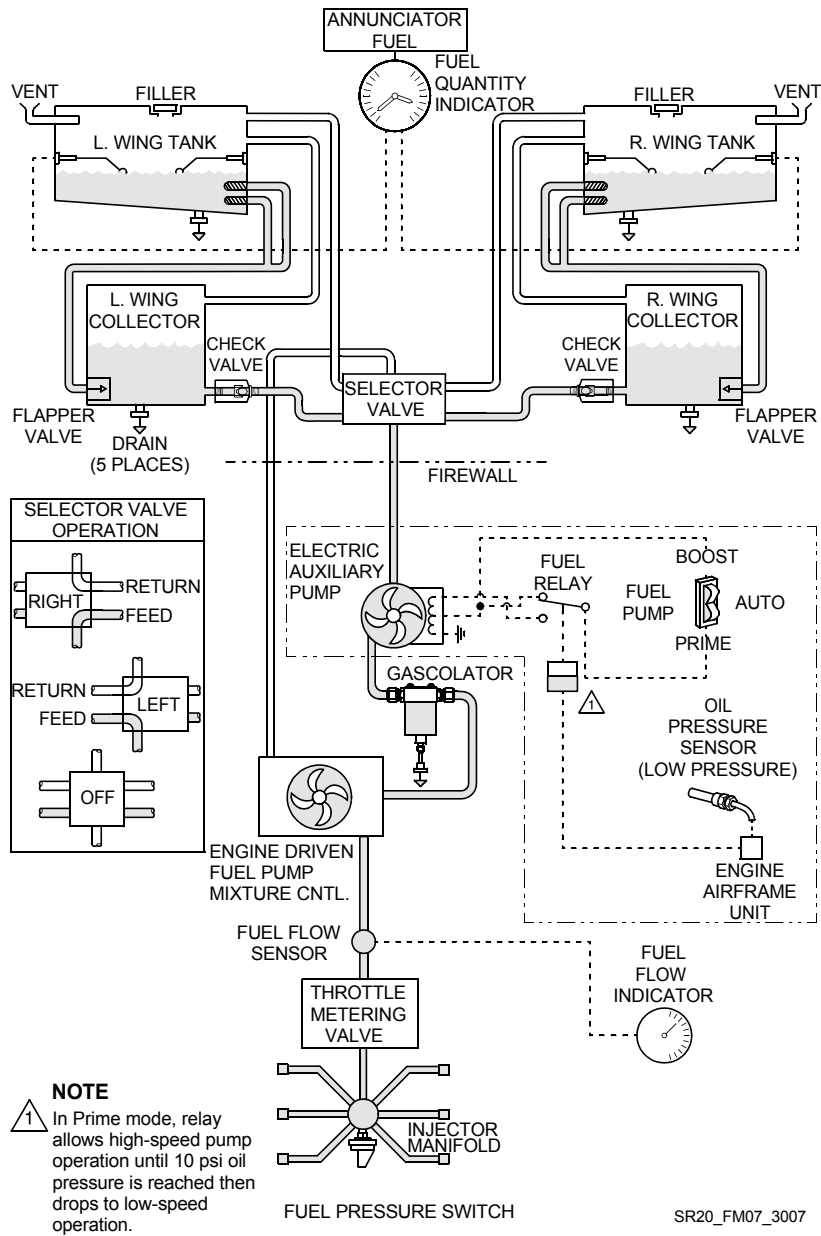 ANNUNCIATOR
FUEL
FUEL
QUANTITY
INDICATOR
VENT
FILLER
L. WING TANK
FILLER
VENT
R. WING TANK
L. WING
COLLECTOR
CHECK
VALVE
SELECTOR
VALVE
CHECK
VALVE
R. WING
COLLECTOR
FLAPPER
VALVE
DRAIN
(5 PLACES)
FLAPPER
VALVE
FIREWALL
SELECTOR VALVE
OPERATION
RIGHT
RETURN
FEED
RETURN
FEED
LEFT
OFF
ELECTRIC
AUXILIARY
PUMP
FUEL
RELAY
BOOST
FUEL
PUMP
AUTO
PRIME
1
GASCOLATOR
OIL
PRESSURE
SENSOR
(LOW PRESSURE)
ENGINE
AIRFRAME
UNIT
ENGINE DRIVEN
FUEL PUMP
MIXTURE CNTL.
FUEL FLOW
SENSOR
FUEL
FLOW
INDICATOR
THROTTLE
METERING
VALVE
INJECTOR
MANIFOLD
FUEL PRESSURE SWITCH
NOTE
1 In Prime mode, relay
allows high-speed pump
operation until 10 psi oil
pressure is reached then
drops to low-speed
operation.
SR20_FM07_3007